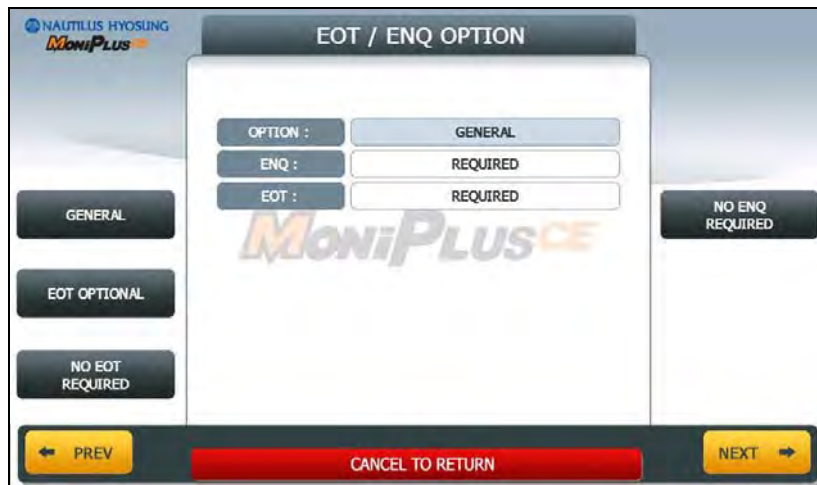 NAUTILUS HYOSUNG
MoniPlus CE
EOT / ENQ OPTION
OPTION : GENERAL
ENQ : REQUIRED
EOT : REQUIRED
MoniPlus CE
GENERAL
EOT OPTIONAL
NO EOT
REQUIRED
NO ENQ
REQUIRED
PREV
CANCEL TO RETURN
NEXT